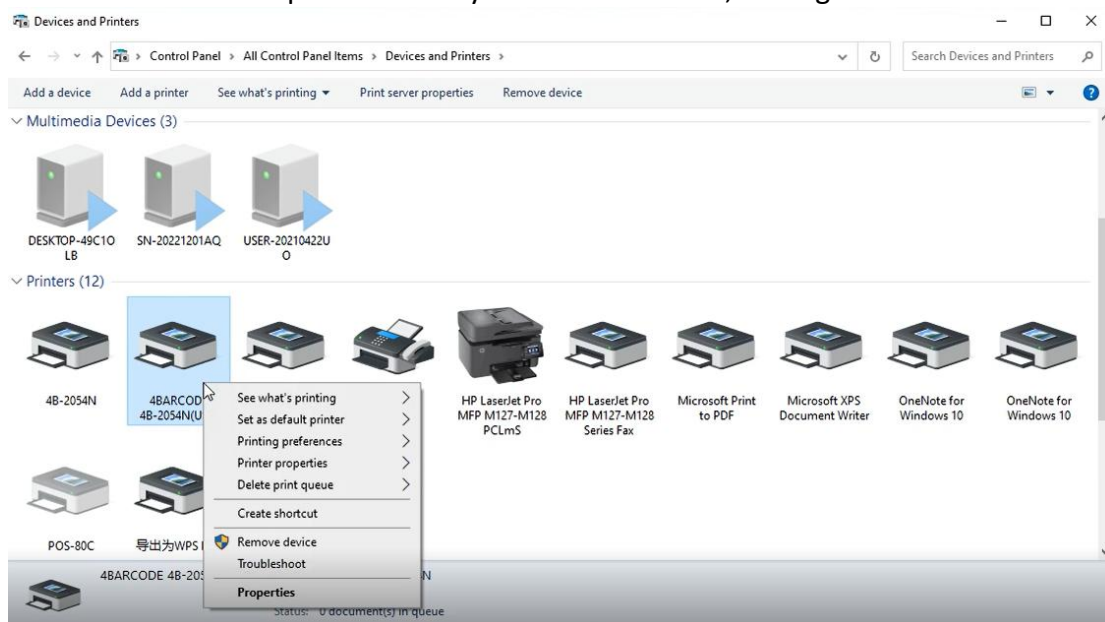 Devices and Printers
Control Panel > All Control Panel Items > Devices and Printers >
Search Devices and Printers
Add a device Add a printer See what's printing Print server properties Remove device
Multimedia Devices (3)
DESKTOP-49C1O
LB
SN-20221201AQ
USER-20210422U
O
Printers (12)
4B-2054N
4BARCOD
4B-2054N(U
HP LaserJet Pro
MFP M127-M128
PCLmS
HP LaserJet Pro
MFP M127-M128
Series Fax
Microsoft Print
to PDF
Microsoft XPS
Document Writer
OneNote for
Windows 10
OneNote for
Windows 10
See what's printing
Set as default printer
Printing preferences
Printer properties
Delete print queue
Create shortcut
Remove device
Troubleshoot
Properties
POS-80C
导出为WPS
4BARCODE 4B-205
N
Status: 0 document(s) in queue